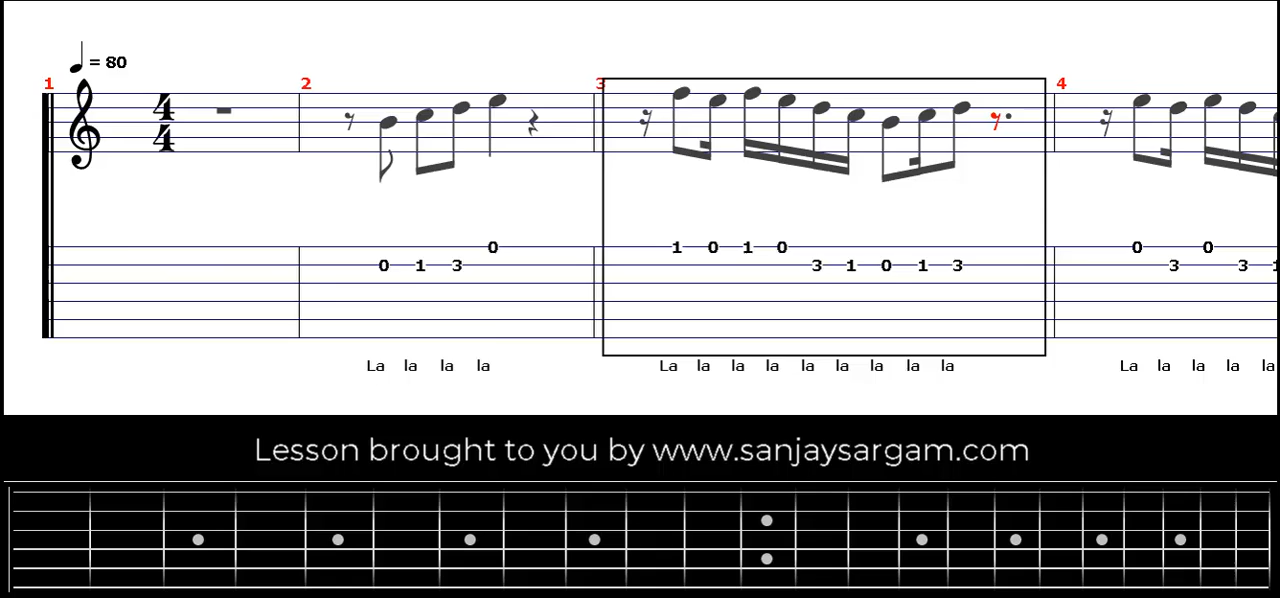 = 80
1 2 3 4
4
4
0 1 0 1 0 0 0
0 1 3 3 1 0 1 3 3 3
La la la la La la la la la la la la la La la la la la
Lesson brought to you by www.sanjaysargam.com